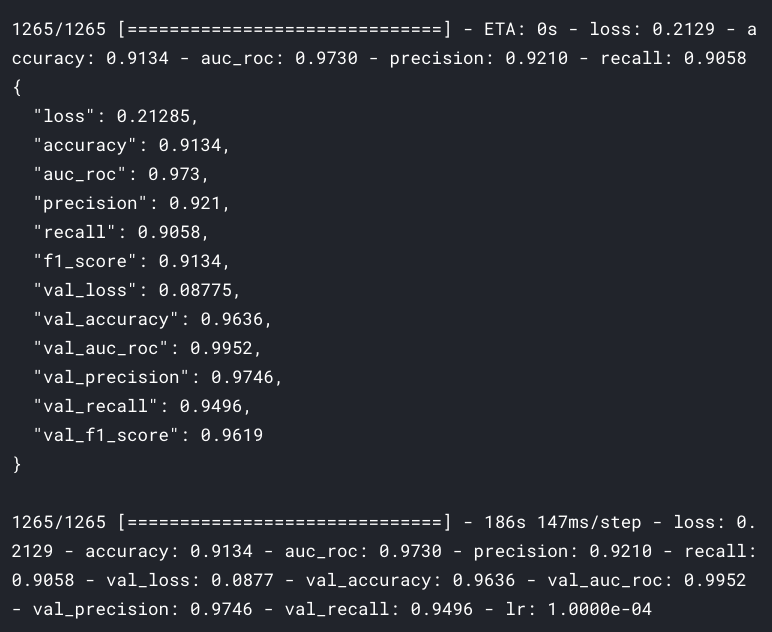 1265/1265 [==============================] - ETA: 0s - loss: 0.2129 - a
ccuracy: 0.9134 - auc_roc: 0.9730 - precision: 0.9210 - recall: 0.9058
{
  "loss": 0.21285,
  "accuracy": 0.9134,
  "auc_roc": 0.973,
  "precision": 0.921,
  "recall": 0.9058,
  "f1_score": 0.9134,
  "val_loss": 0.08775,
  "val_accuracy": 0.9636,
  "val_auc_roc": 0.9952,
  "val_precision": 0.9746,
  "val_recall": 0.9496,
  "val_f1_score": 0.9619
}
1265/1265 [==============================] - 186s 147ms/step - loss: 0.
2129 - accuracy: 0.9134 - auc_roc: 0.9730 - precision: 0.9210 - recall:
0.9058 - val_loss: 0.0877 - val_accuracy: 0.9636 - val_auc_roc: 0.9952
- val_precision: 0.9746 - val_recall: 0.9496 - lr: 1.0000e-04